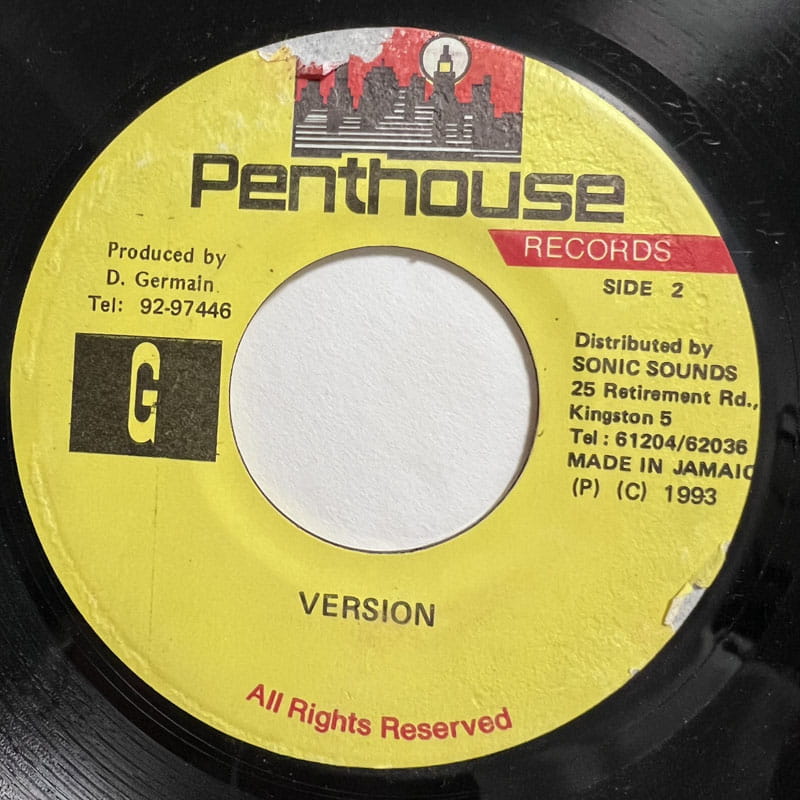 Penthouse
RECORDS
SIDE 2
Produced by
D. Germain
Tel: 92-97446
G
Distributed by
SONIC SOUNDS
25 Retirement Rd.,
Kingston 5
Tel : 61204/62036
MADE IN JAMAIC
(P) (C) 1993
VERSION
All Rights Reserved